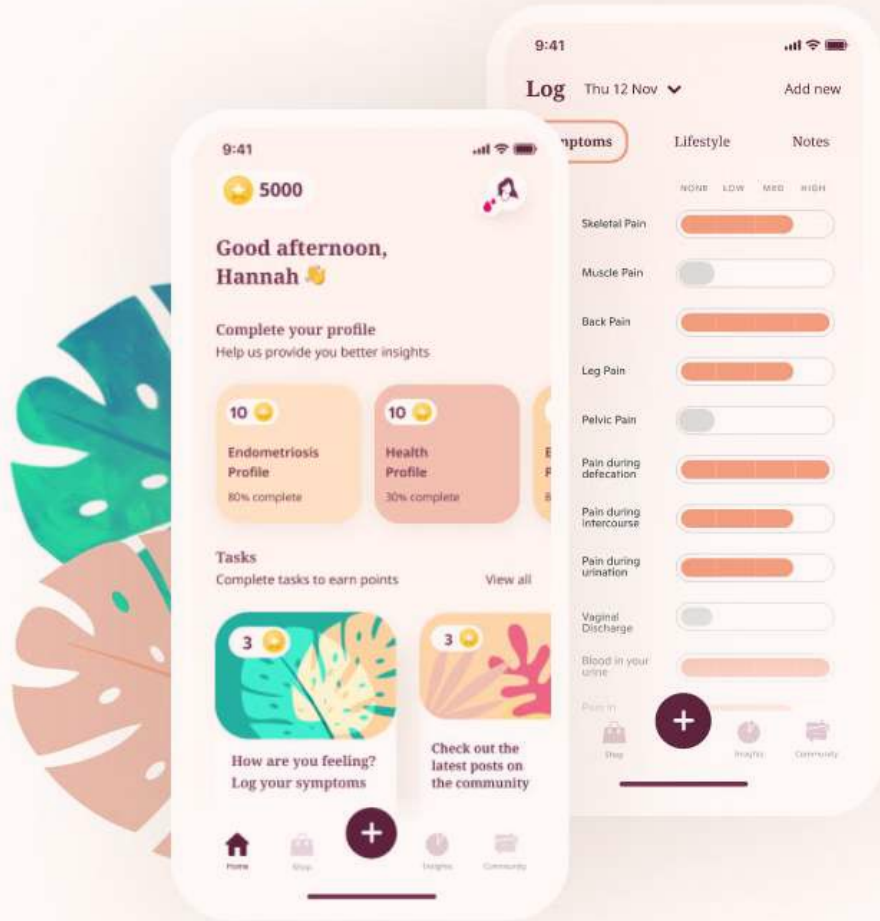 9:41
5000
Good afternoon,
Hannah 👋
Complete your profile
Help us provide you better insights
10
Endometriosis
Profile
80% complete
10
Health
Profile
30% complete
Tasks
Complete tasks to earn points
View all
3
How are you feeling?
Log your symptoms
3
Check out the
latest posts on
the community
Home
Shop
+
Insights
Community
9:41
Log
Thu 12 Nov
Add new
mptoms
Lifestyle
Notes
NONE LOW MED HIGH
Skeletal Pain
Muscle Pain
Back Pain
Leg Pain
Pelvic Pain
Pain during
defecation
Pain during
intercourse
Pain during
urination
Vaginal
Discharge
Blood in your
urine
Pain in
Shop
+
Insights
Community